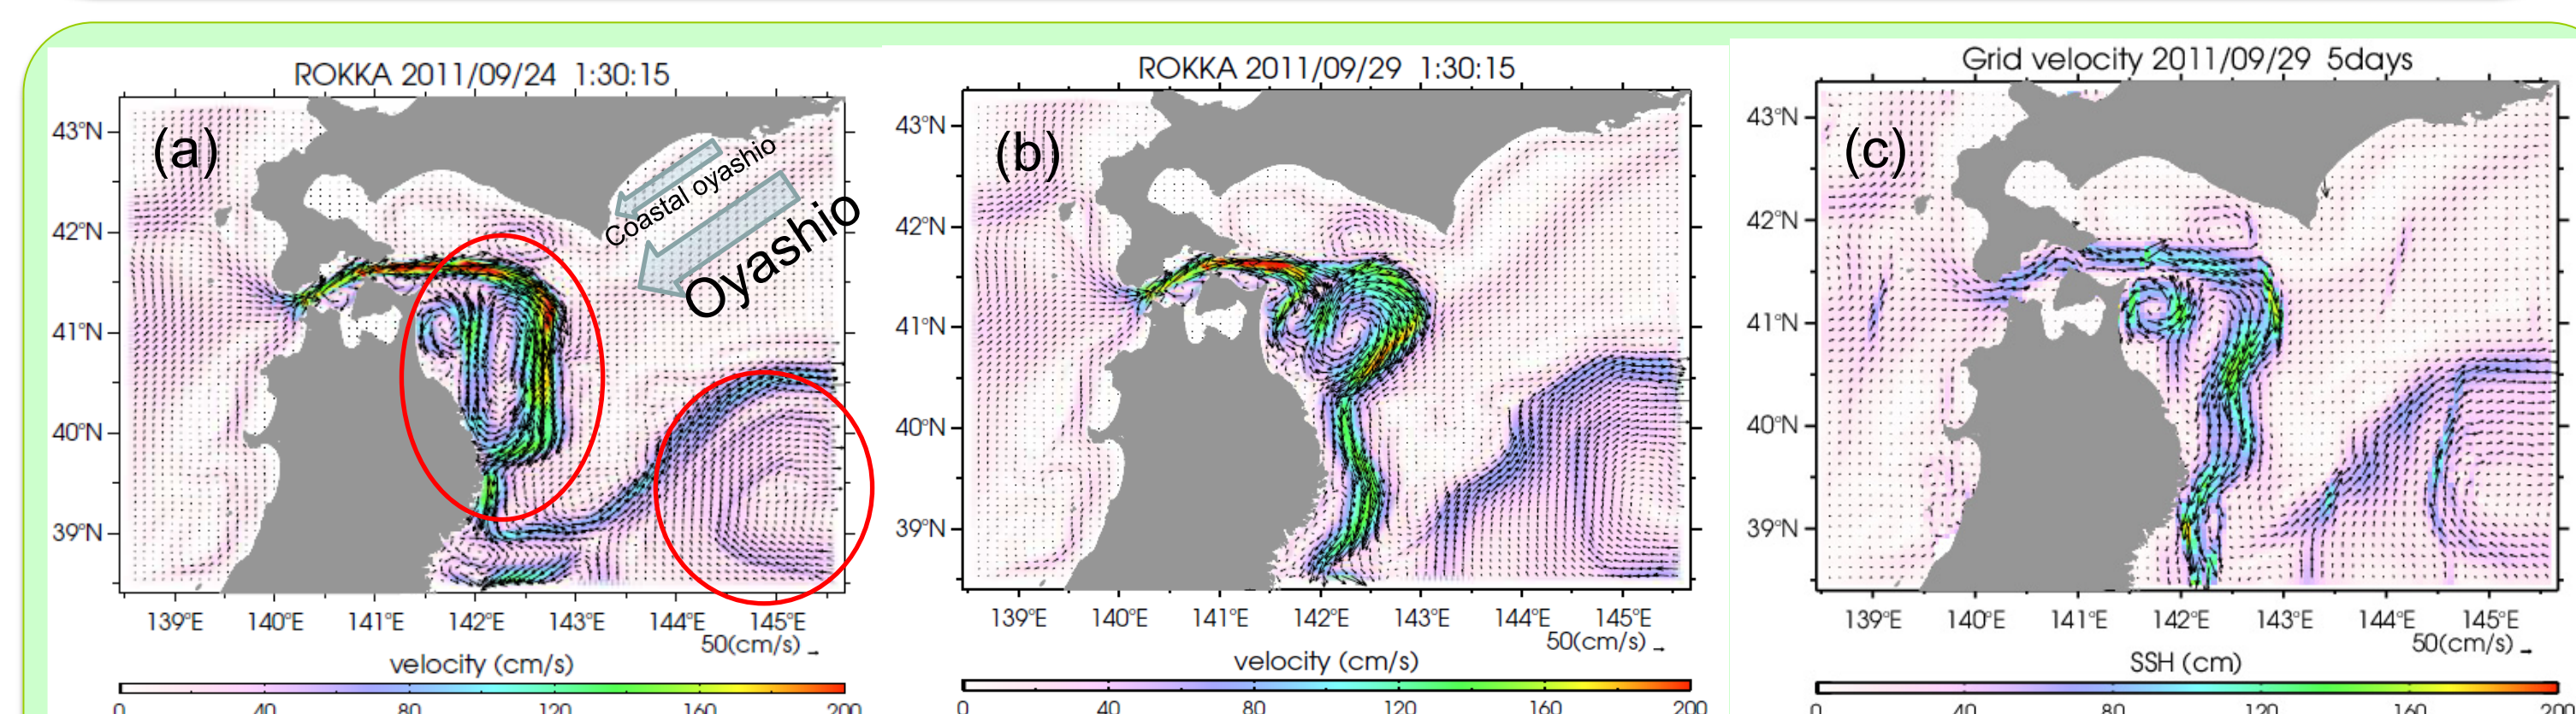 ROKKA 2011/09/24 1:30:15
(a)
43°N
42°N
41°N
40°N
39°N
Coastal oyashio
Oyashio
139°E 140°E 141°E 142°E 143°E 144°E 145°E
50(cm/s)
velocity (cm/s)
0 40 80 120 160 200
ROKKA 2011/09/29 1:30:15
(b)
43°N
42°N
41°N
40°N
39°N
139°E 140°E 141°E 142°E 143°E 144°E 145°E
50(cm/s)
velocity (cm/s)
0 40 80 120 160 200
Grid velocity 2011/09/29 5days
(c)
43°N
42°N
41°N
40°N
39°N
139°E 140°E 141°E 142°E 143°E 144°E 145°E
50(cm/s)
SSH (cm)
0 40 80 120 160 200